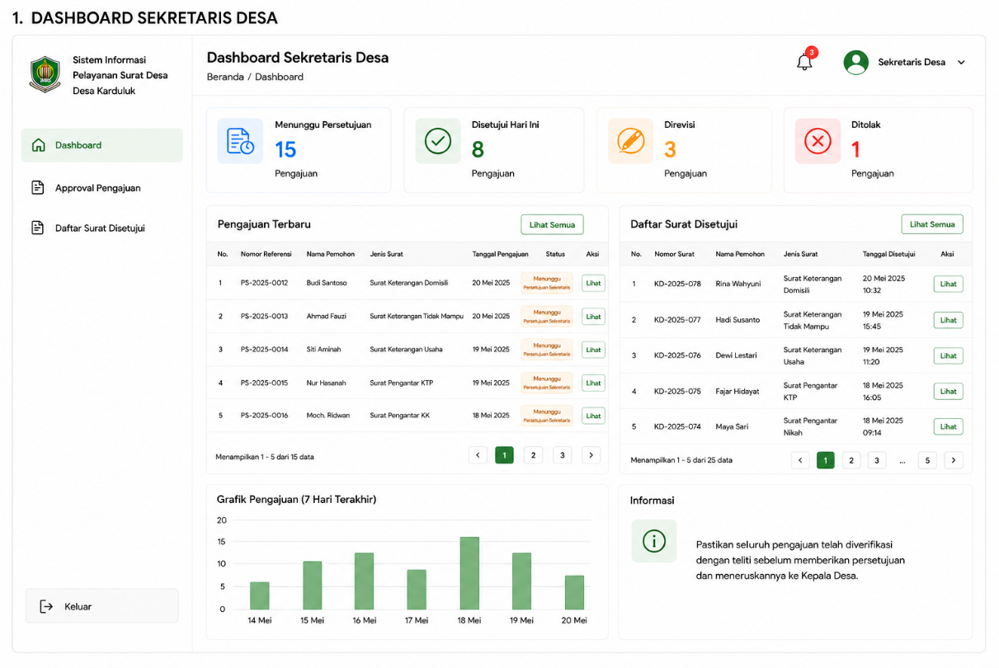 1. DASHBOARD SEKRETARIS DESA
Sistem Informasi
Pelayanan Surat Desa
Desa Karduluk
Dashboard
Approval Pengajuan
Daftar Surat Disetujui
Keluar
Dashboard Sekretaris Desa
Beranda / Dashboard
3
Sekretaris Desa
Menunggu Persetujuan
15
Pengajuan
Disetujui Hari Ini
8
Pengajuan
Direvisi
3
Pengajuan
Ditolak
1
Pengajuan
Pengajuan Terbaru
Lihat Semua
No. Nomor Referensi Nama Pemohon Jenis Surat Tanggal Pengajuan Status Aksi
1 PS-2025-0012 Budi Santoso Surat Keterangan Domisili 20 Mei 2025 Menunggu Persetujuan Sekretaris Lihat
2 PS-2025-0013 Ahmad Fauzi Surat Keterangan Tidak Mampu 20 Mei 2025 Menunggu Persetujuan Sekretaris Lihat
3 PS-2025-0014 Siti Aminah Surat Keterangan Usaha 19 Mei 2025 Menunggu Persetujuan Sekretaris Lihat
4 PS-2025-0015 Nur Hasanah Surat Pengantar KTP 19 Mei 2025 Menunggu Persetujuan Sekretaris Lihat
5 PS-2025-0016 Moch. Ridwan Surat Pengantar KK 18 Mei 2025 Menunggu Persetujuan Sekretaris Lihat
Menampilkan 1 - 5 dari 15 data
< 1 2 3 >
Daftar Surat Disetujui
Lihat Semua
No. Nomor Surat Nama Pemohon Jenis Surat Tanggal Disetujui Aksi
1 KD-2025-078 Rina Wahyuni Surat Keterangan Domisili 20 Mei 2025 10:32 Lihat
2 KD-2025-077 Hadi Susanto Surat Keterangan Tidak Mampu 19 Mei 2025 15:45 Lihat
3 KD-2025-076 Dewi Lestari Surat Keterangan Usaha 19 Mei 2025 11:20 Lihat
4 KD-2025-075 Fajar Hidayat Surat Pengantar KTP 18 Mei 2025 16:05 Lihat
5 KD-2025-074 Maya Sari Surat Pengantar Nikah 18 Mei 2025 09:14 Lihat
Menampilkan 1 - 5 dari 25 data
< 1 2 3 ... 5 >
Grafik Pengajuan (7 Hari Terakhir)
20
15
10
5
0
14 Mei 15 Mei 16 Mei 17 Mei 18 Mei 19 Mei 20 Mei
Informasi
Pastikan seluruh pengajuan telah diverifikasi
dengan teliti sebelum memberikan persetujuan
dan meneruskannya ke Kepala Desa.